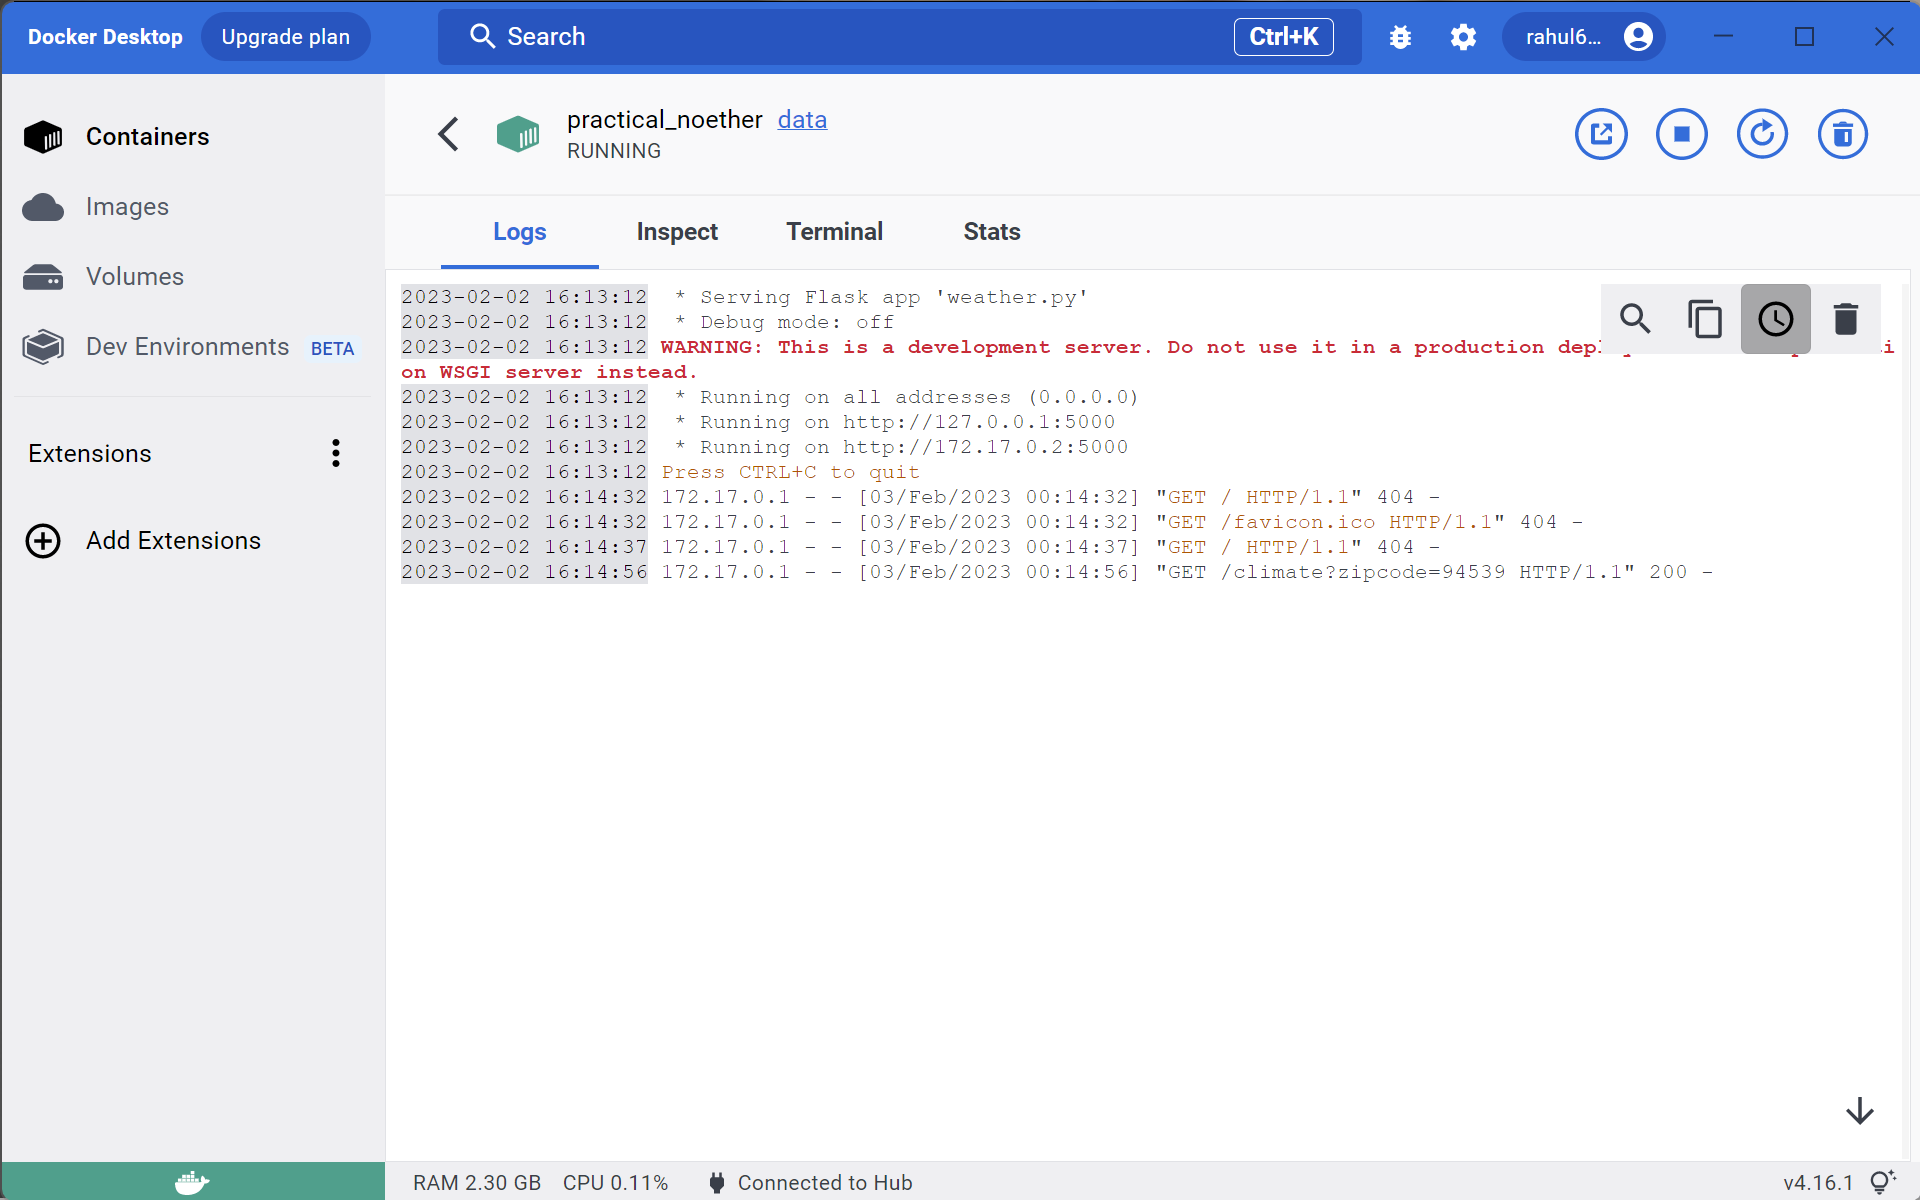 Docker Desktop Upgrade plan Search Ctrl+K rahul6...
Containers
Images
Volumes
Dev Environments BETA
Extensions
Add Extensions
practical_noether data
RUNNING
Logs Inspect Terminal Stats
2023-02-02 16:13:12 * Serving Flask app 'weather.py'
2023-02-02 16:13:12 * Debug mode: off
2023-02-02 16:13:12 WARNING: This is a development server. Do not use it in a production
on WSGI server instead.
2023-02-02 16:13:12 * Running on all addresses (0.0.0.0)
2023-02-02 16:13:12 * Running on http://127.0.0.1:5000
2023-02-02 16:13:12 * Running on http://172.17.0.2:5000
2023-02-02 16:13:12 Press CTRL+C to quit
2023-02-02 16:14:32 172.17.0.1 - - [03/Feb/2023 00:14:32] "GET / HTTP/1.1" 404 -
2023-02-02 16:14:32 172.17.0.1 - - [03/Feb/2023 00:14:32] "GET /favicon.ico HTTP/1.1" 404 -
2023-02-02 16:14:37 172.17.0.1 - - [03/Feb/2023 00:14:37] "GET / HTTP/1.1" 404 -
2023-02-02 16:14:56 172.17.0.1 - - [03/Feb/2023 00:14:56] "GET /climate?zipcode=94539 HTTP/1.1" 200 -
RAM 2.30 GB CPU 0.11% Connected to Hub v4.16.1